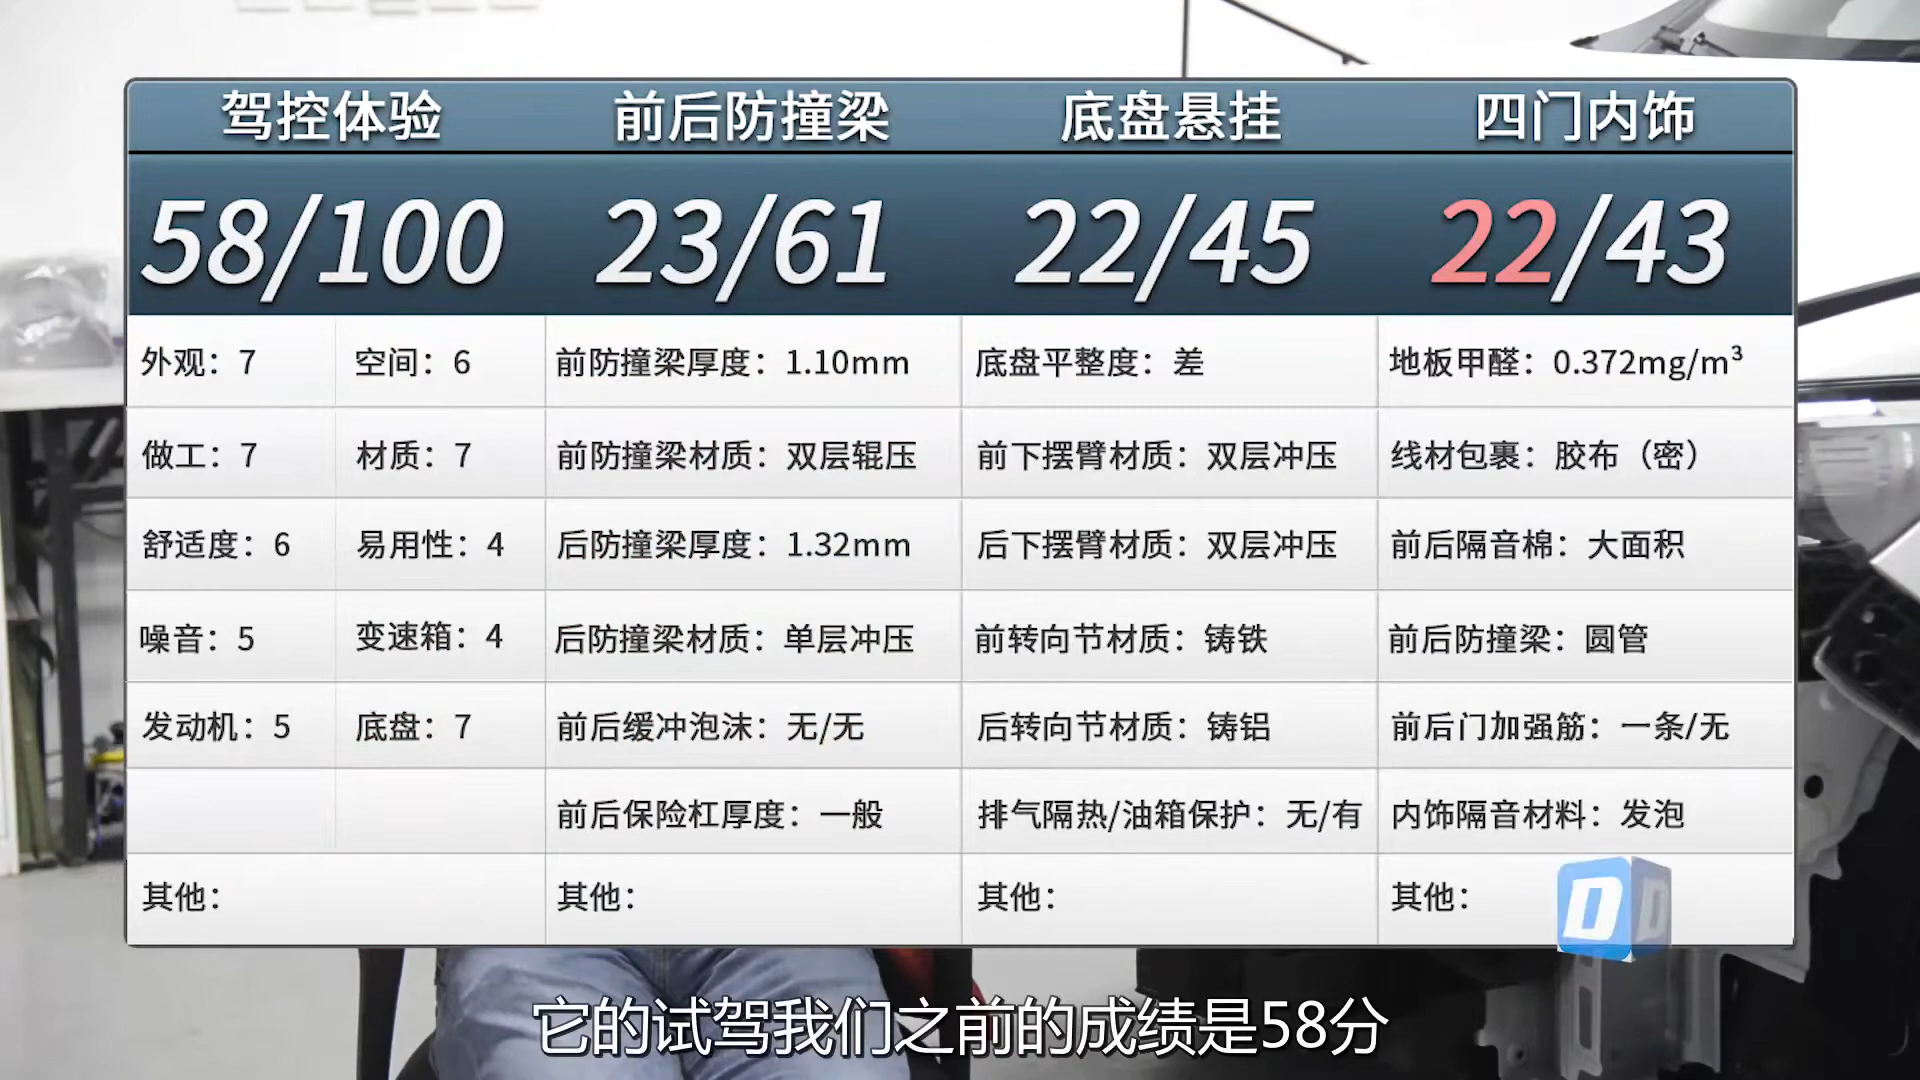 驾控体验 前后防撞梁 底盘悬挂 四门内饰
58/100 23/61 22/45 22/43
外观：7 空间：6 前防撞梁厚度：1.10mm 底盘平整度：差 地板甲醛：0.372mg/m³
做工：7 材质：7 前防撞梁材质：双层辊压 前下摆臂材质：双层冲压 线材包裹：胶布（密）
舒适度：6 易用性：4 后防撞梁厚度：1.32mm 后下摆臂材质：双层冲压 前后隔音棉：大面积
噪音：5 变速箱：4 后防撞梁材质：单层冲压 前转向节材质：铸铁 前后防撞梁：圆管
发动机：5 底盘：7 前后缓冲泡沫：无/无 后转向节材质：铸铝 前后门加强筋：一条/无
前后保险杠厚度：一般 排气隔热/油箱保护：无/有 内饰隔音材料：发泡
其他： 其他： 其他： 其他：
D D
它的试驾我们之前的成绩是58分